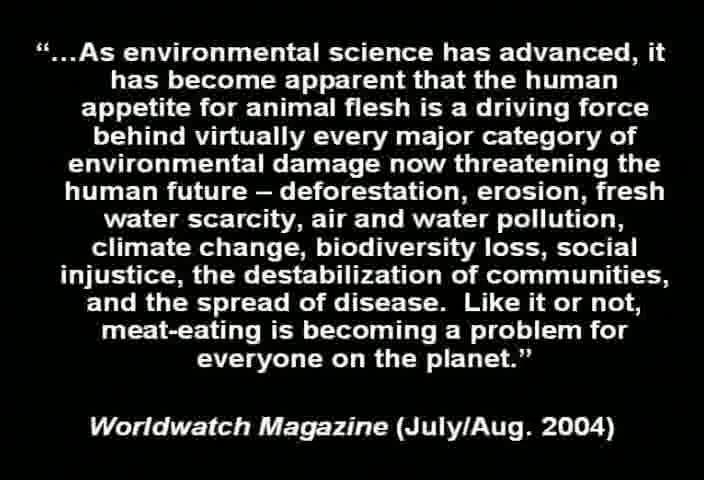 “…As environmental science has advanced, it
has become apparent that the human
appetite for animal flesh is a driving force
behind virtually every major category of
environmental damage now threatening the
human future – deforestation, erosion, fresh
water scarcity, air and water pollution,
climate change, biodiversity loss, social
injustice, the destabilization of communities,
and the spread of disease.  Like it or not,
meat-eating is becoming a problem for
everyone on the planet.”
Worldwatch Magazine (July/Aug. 2004)